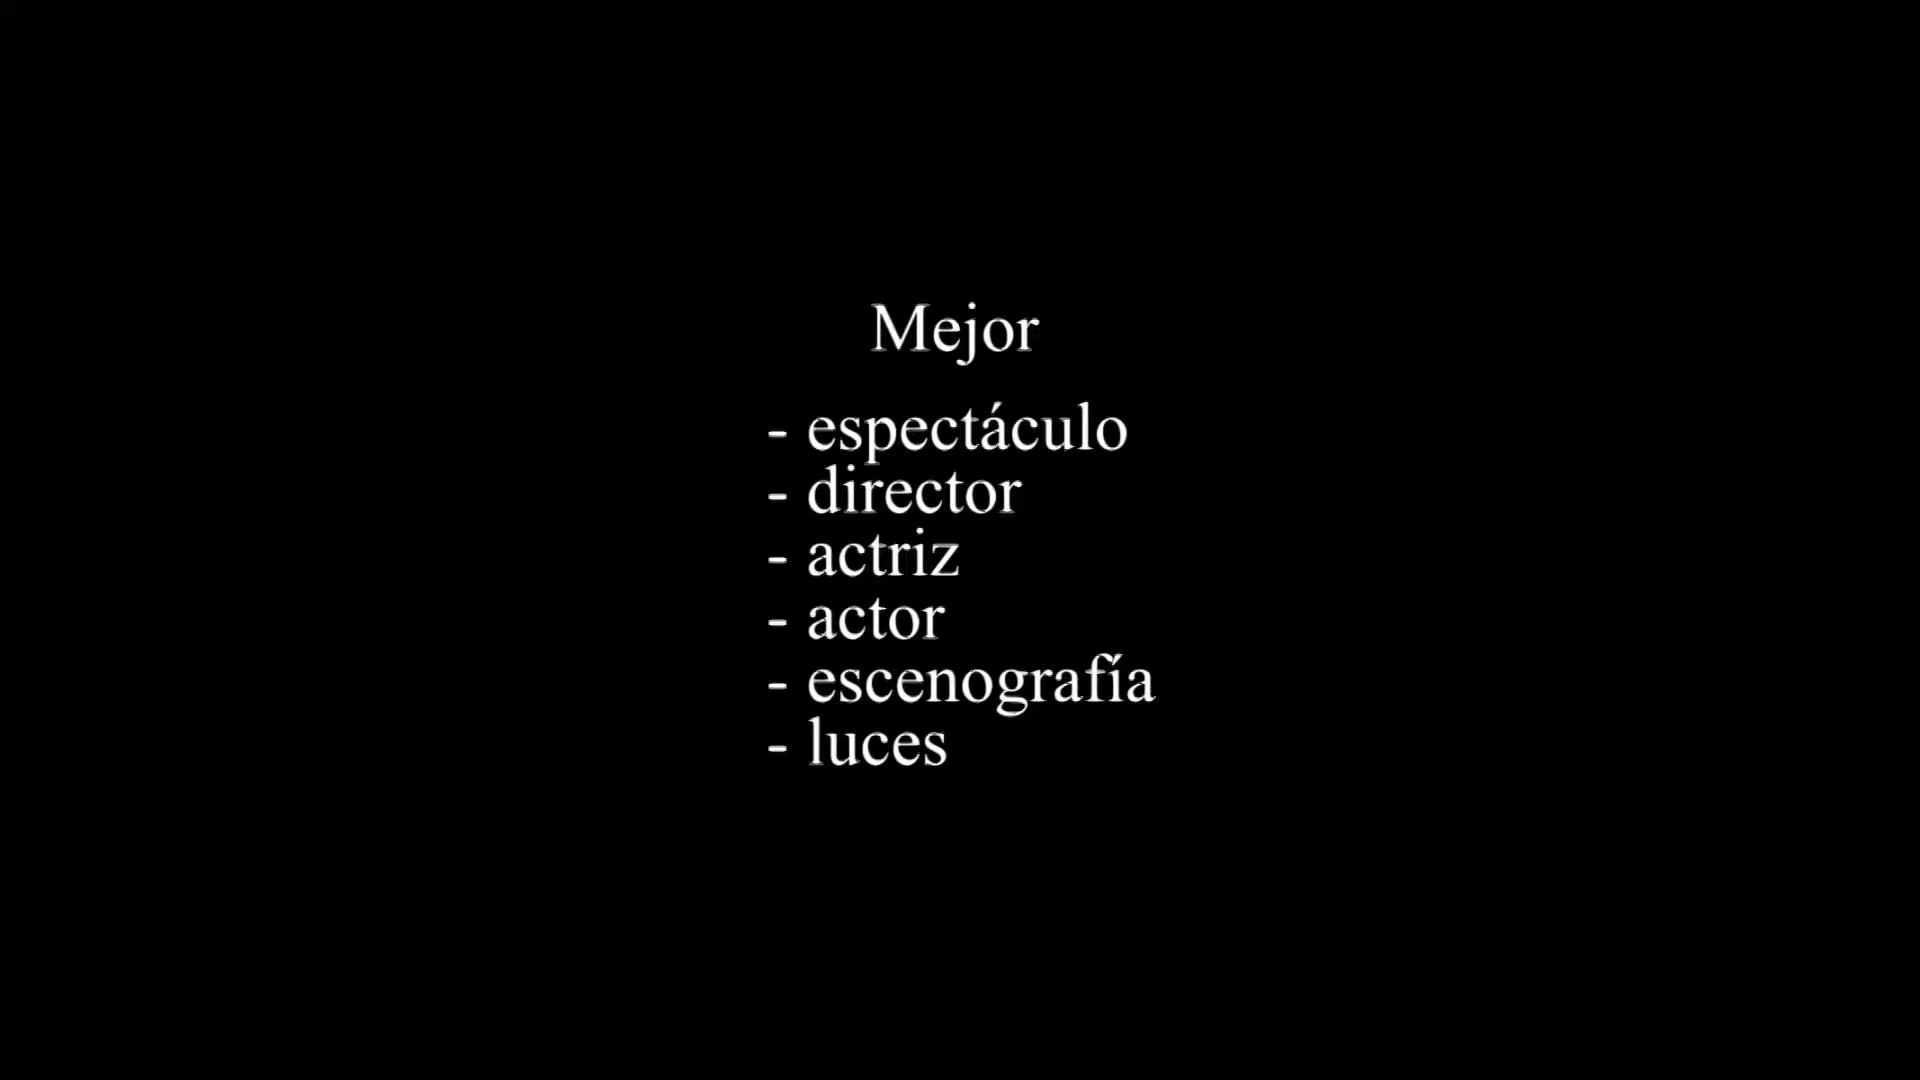 Mejor
- espectáculo
- director
- actriz
- actor
- escenografía
- luces